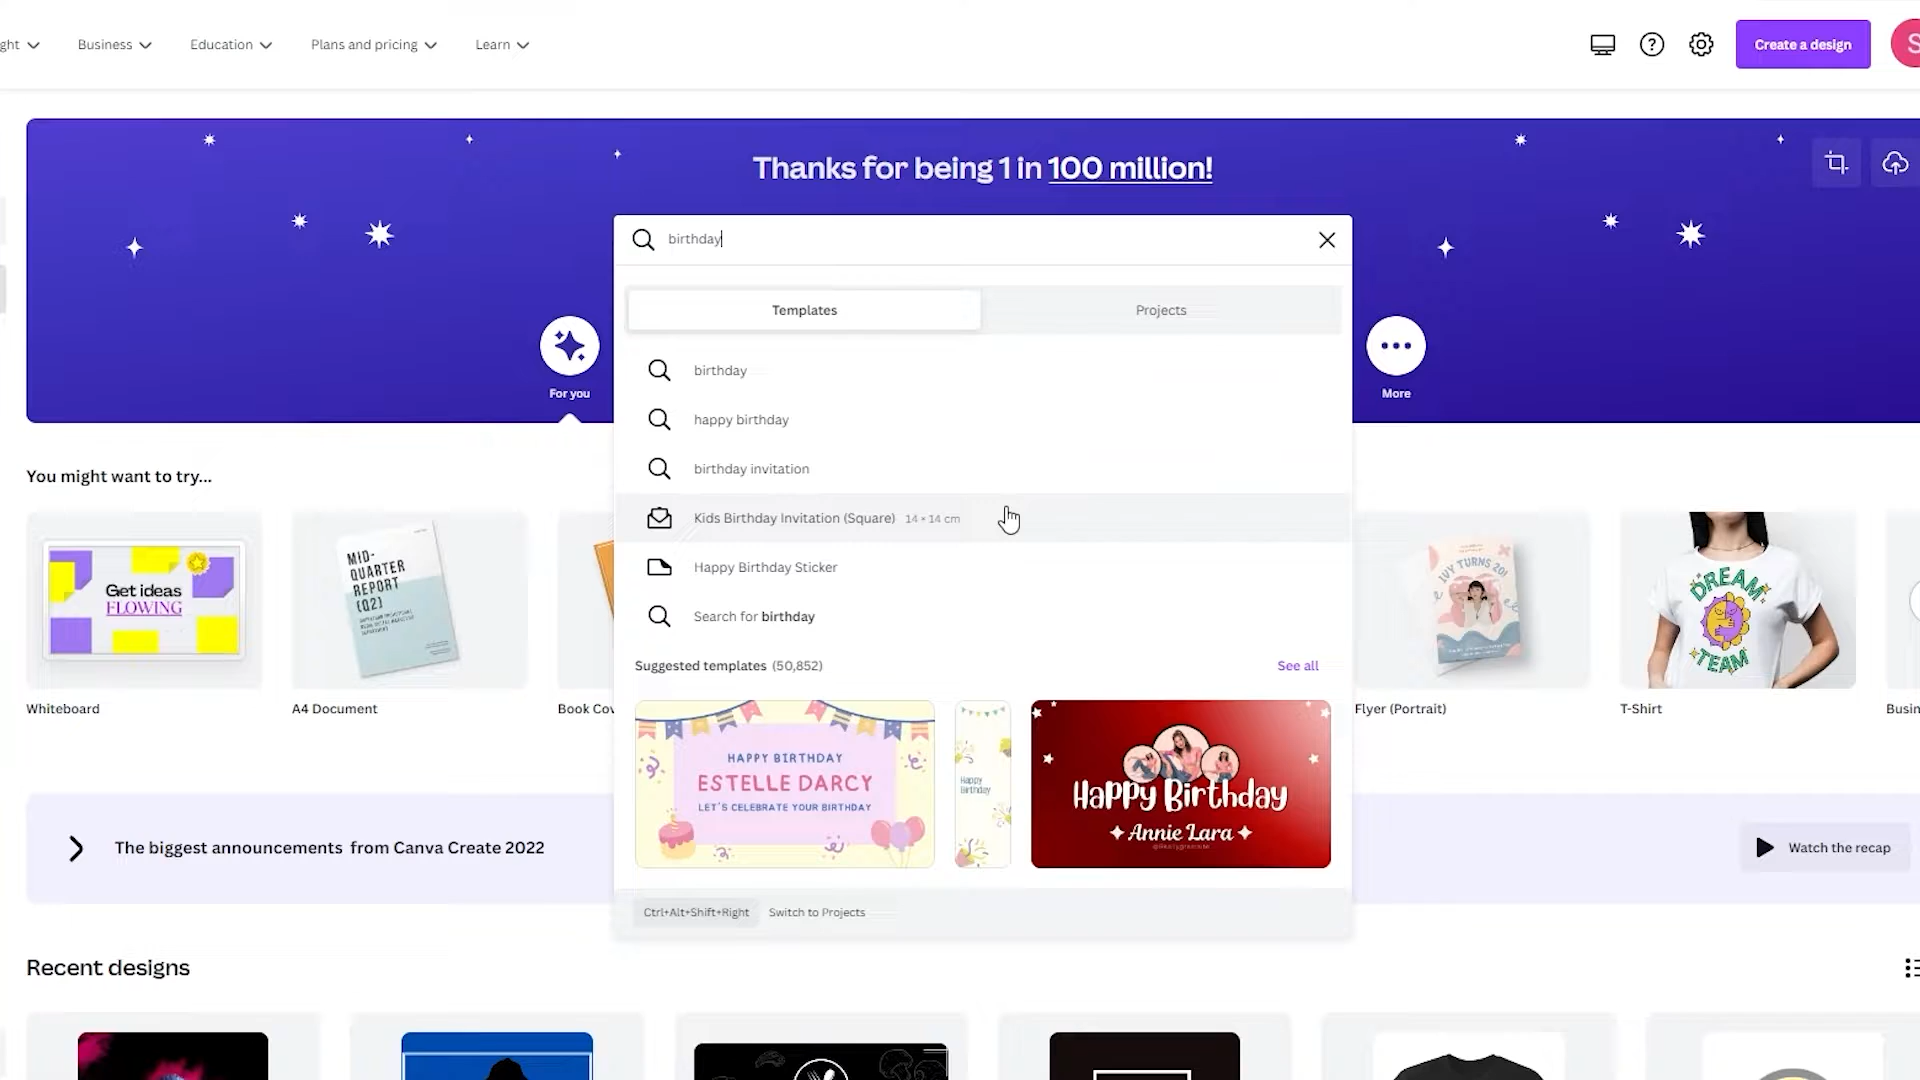 ght
Business
Education
Plans and pricing
Learn
Create a design
S
Thanks for being 1 in 100 million!
birthday
Templates
Projects
For you
More
birthday
happy birthday
birthday invitation
Kids Birthday Invitation (Square) 14 × 14 cm
Happy Birthday Sticker
Search for birthday
Suggested templates (50,852)
See all
HAPPY BIRTHDAY
ESTELLE DARCY
LET'S CELEBRATE YOUR BIRTHDAY
Happy
Birthday
Happy Birthday
Annie Lara
Ctrl+Alt+Shift+Right
Switch to Projects
You might want to try...
Get ideas
FLOWING
MID-
QUARTER
REPORT
(Q2)
IVY TURNS 20!
DREAM
TEAM
Whiteboard
A4 Document
Book Cov
Flyer (Portrait)
T-Shirt
Busin
The biggest announcements from Canva Create 2022
Watch the recap
Recent designs